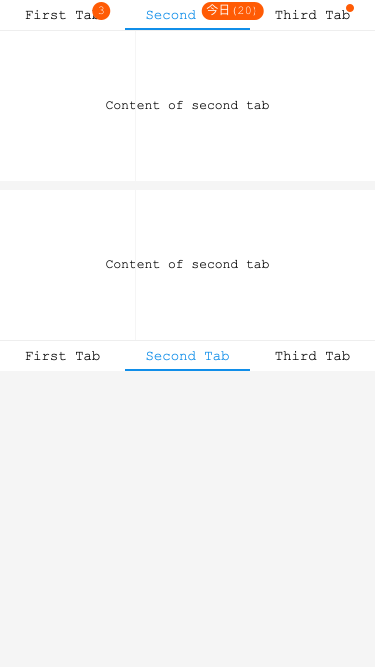 First Tab 3 Second 今日(20) Third Tab
Content of second tab
Content of second tab
First Tab Second Tab Third Tab